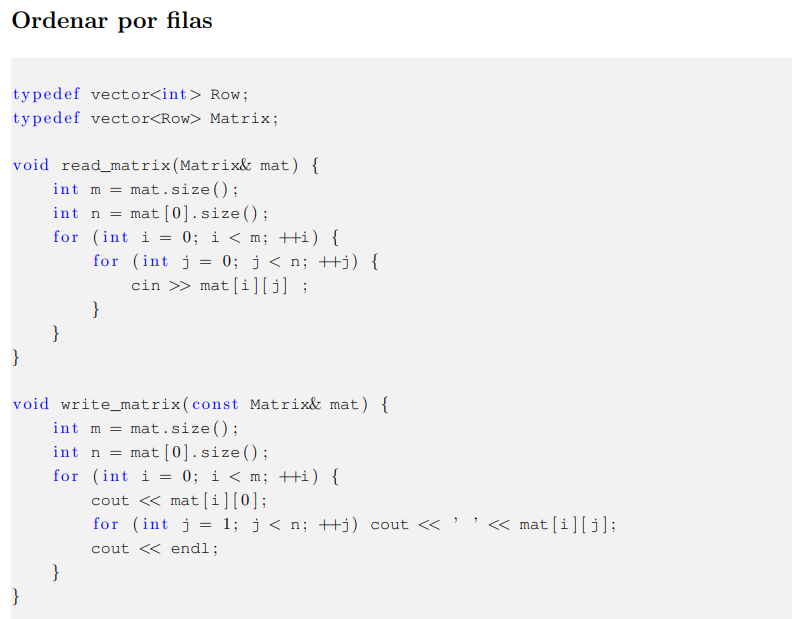 Ordenar por filas
typedef vector<int> Row;
typedef vector<Row> Matrix;
void read_matrix(Matrix& mat) {
    int m = mat.size();
    int n = mat[0].size();
    for (int i = 0; i < m; ++i) {
        for (int j = 0; j < n; ++j) {
            cin >> mat[i][j] ;
        }
    }
}
void write_matrix(const Matrix& mat) {
    int m = mat.size();
    int n = mat[0].size();
    for (int i = 0; i < m; ++i) {
        cout << mat[i][0];
        for (int j = 1; j < n; ++j) cout << ' ' << mat[i][j];
        cout << endl;
    }
}